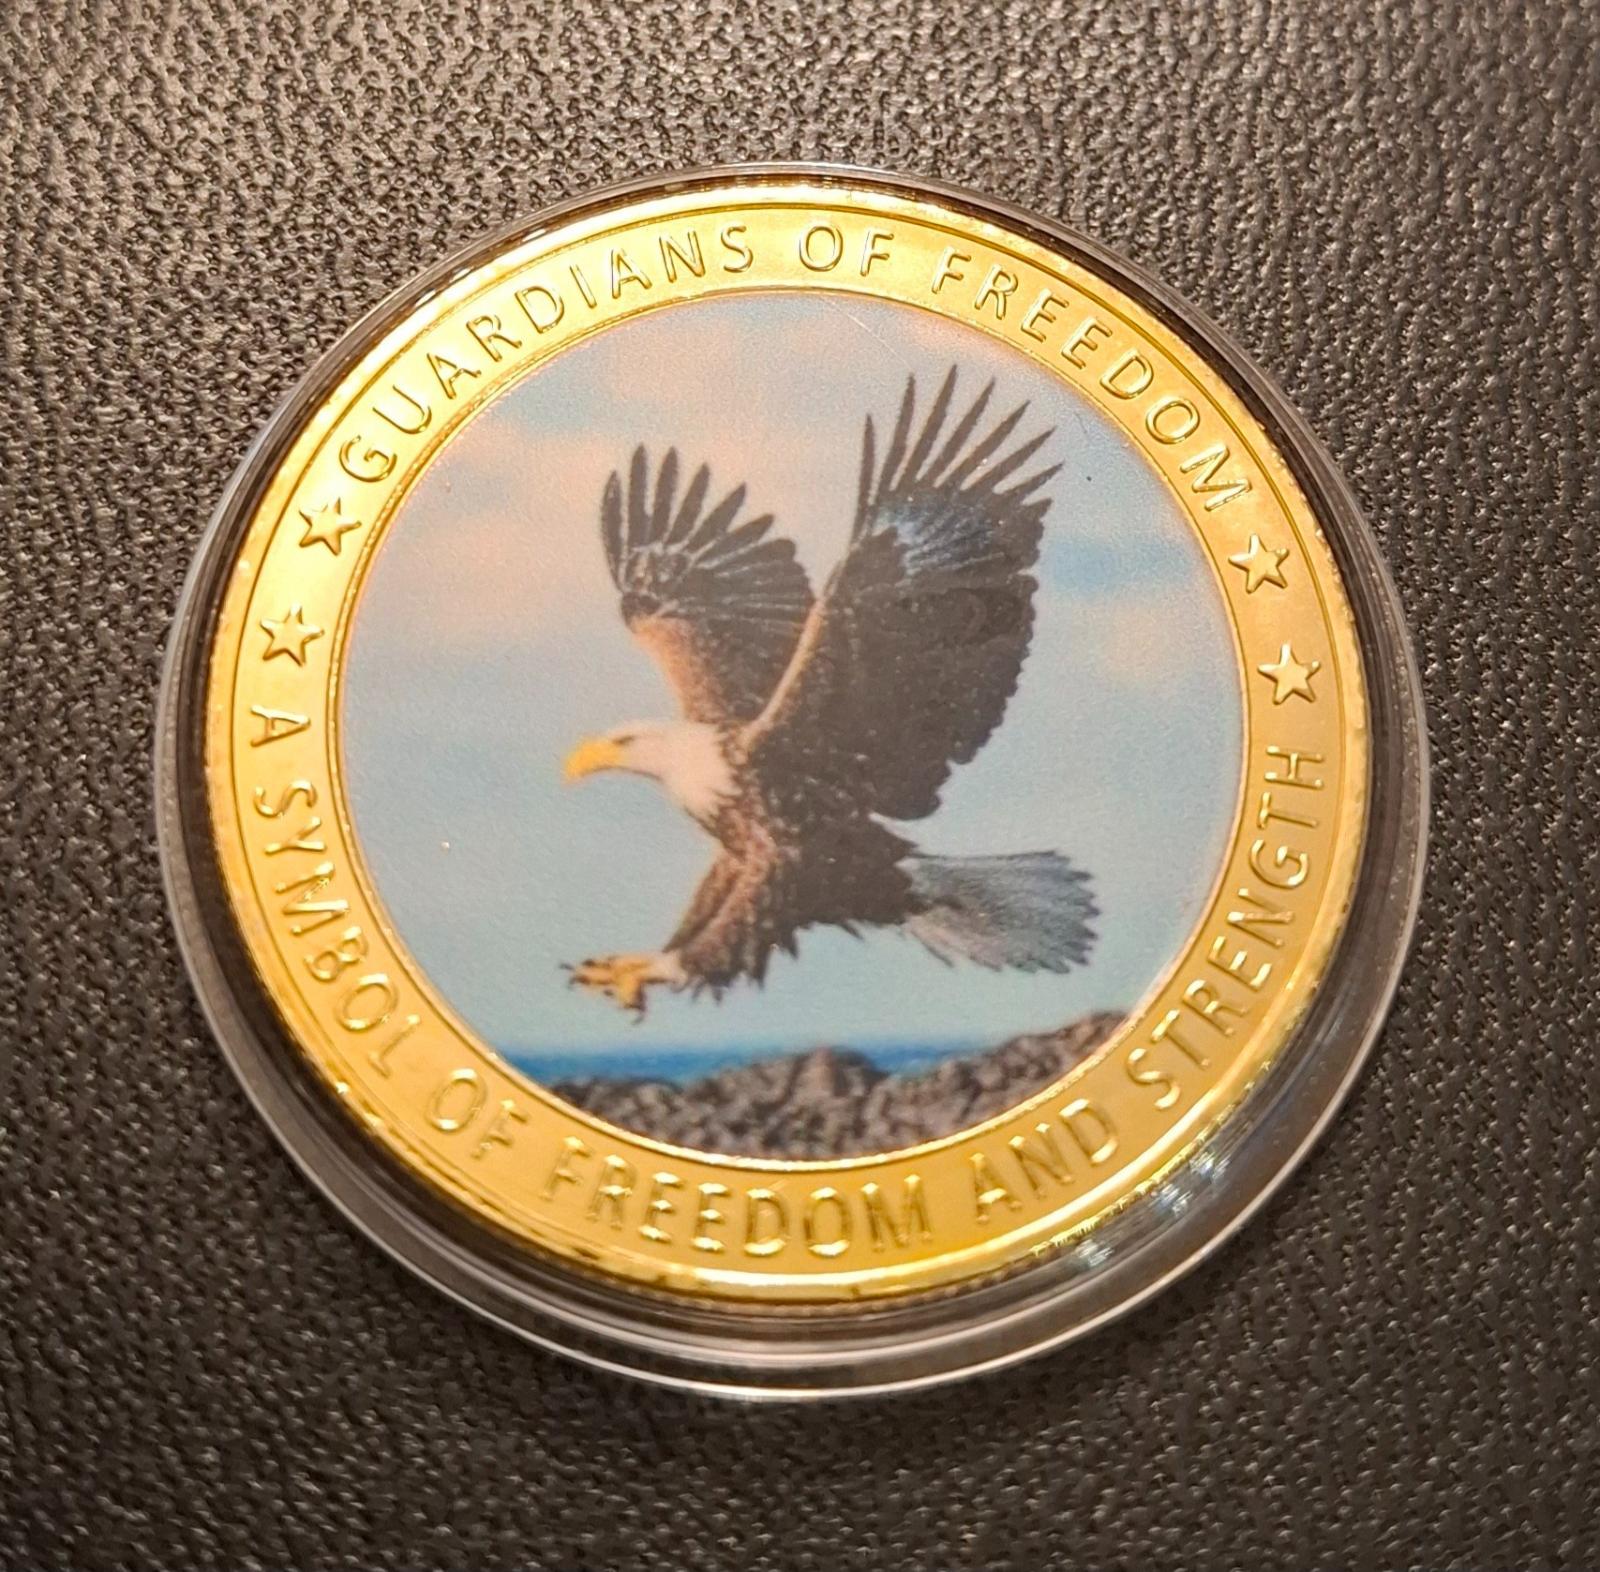 GUARDIANS OF FREEDOM
A SYMBOL OF FREEDOM AND STRENGTH